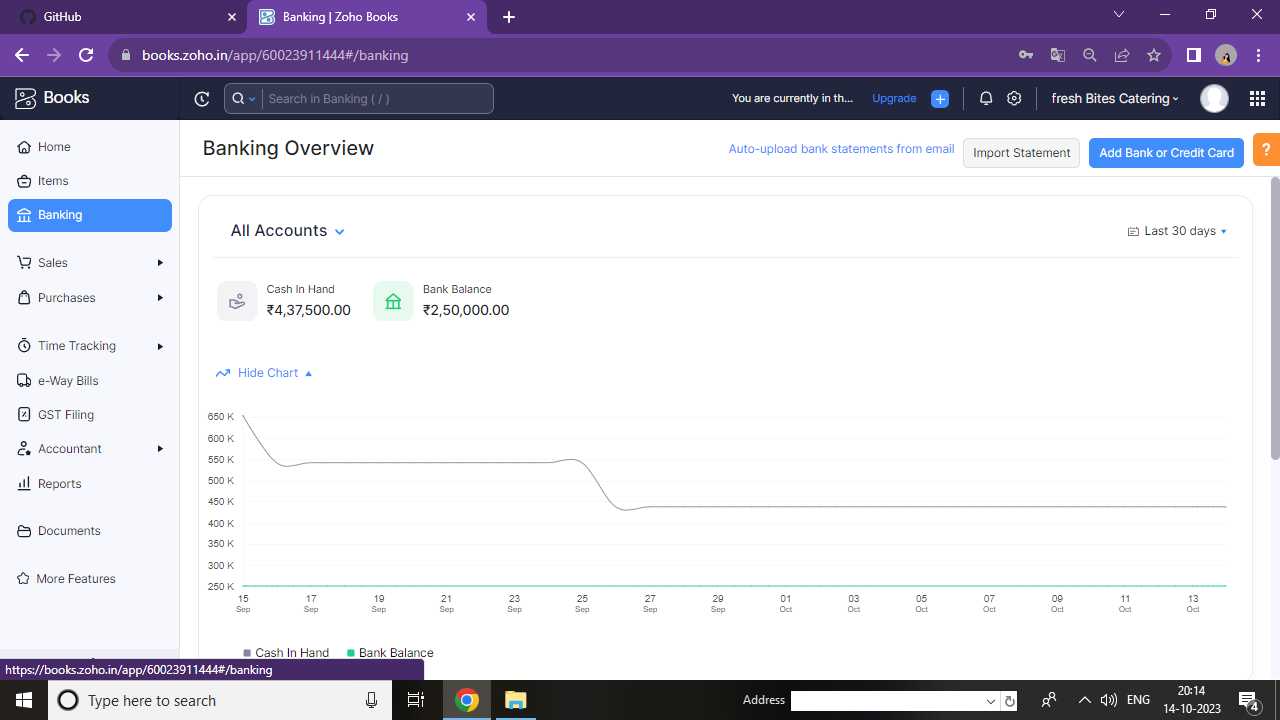 GitHub
Banking | Zoho Books
books.zoho.in/app/60023911444#/banking
Books
Search in Banking ( / )
You are currently in th...
Upgrade
fresh Bites Catering
Home
Items
Banking
Sales
Purchases
Time Tracking
e-Way Bills
GST Filing
Accountant
Reports
Documents
More Features
Banking Overview
Auto-upload bank statements from email
Import Statement
Add Bank or Credit Card
?
All Accounts
Last 30 days
Cash In Hand
₹4,37,500.00
Bank Balance
₹2,50,000.00
Hide Chart
650 K
600 K
550 K
500 K
450 K
400 K
350 K
300 K
250 K
15 Sep
17 Sep
19 Sep
21 Sep
23 Sep
25 Sep
27 Sep
29 Sep
01 Oct
03 Oct
05 Oct
07 Oct
09 Oct
11 Oct
13 Oct
Cash In Hand
Bank Balance
https://books.zoho.in/app/60023911444#/banking
Type here to search
Address
ENG
20:14
14-10-2023
4